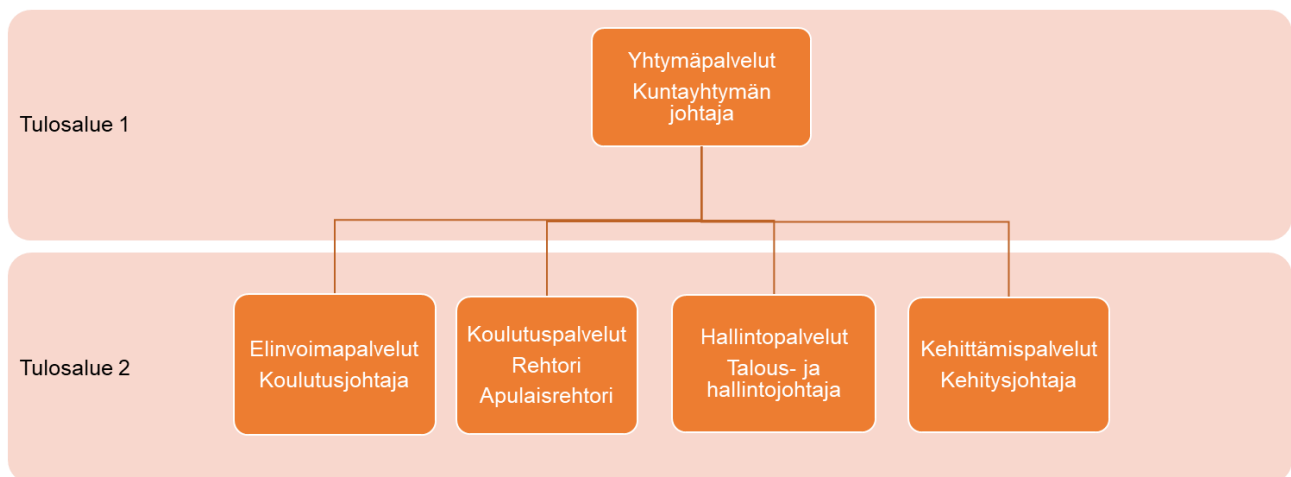 Tulosalue 1
Yhtymäpalvelut
Kuntayhtymän
johtaja
Tulosalue 2
Elinvoimapalvelut
Koulutusjohtaja
Koulutuspalvelut
Rehtori
Apulaisrehtori
Hallintopalvelut
Talous- ja
hallintojohtaja
Kehittämispalvelut
Kehitysjohtaja